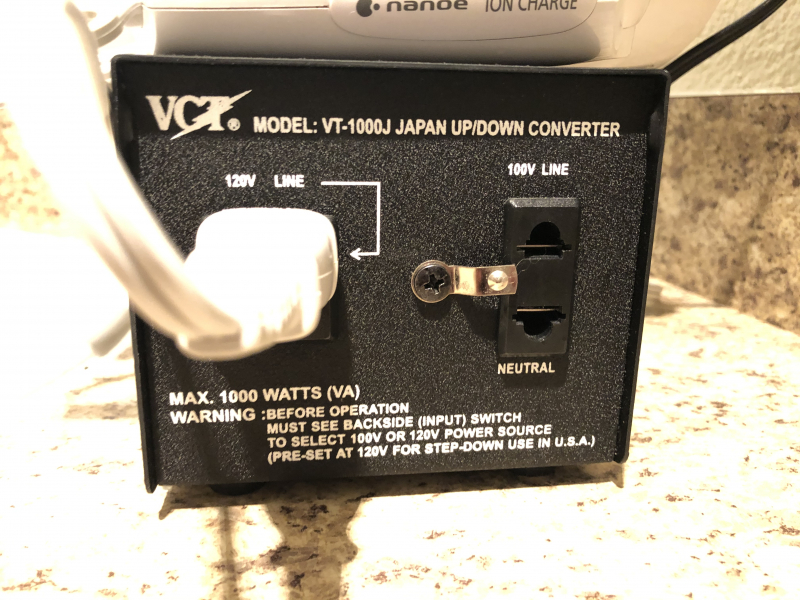 nanoe ION CHARGE
VCT® MODEL: VT-1000J JAPAN UP/DOWN CONVERTER
120V LINE
100V LINE
NEUTRAL
MAX. 1000 WATTS (VA)
WARNING :BEFORE OPERATION
MUST SEE BACKSIDE (INPUT) SWITCH
TO SELECT 100V OR 120V POWER SOURCE
(PRE-SET AT 120V FOR STEP-DOWN USE IN U.S.A.)